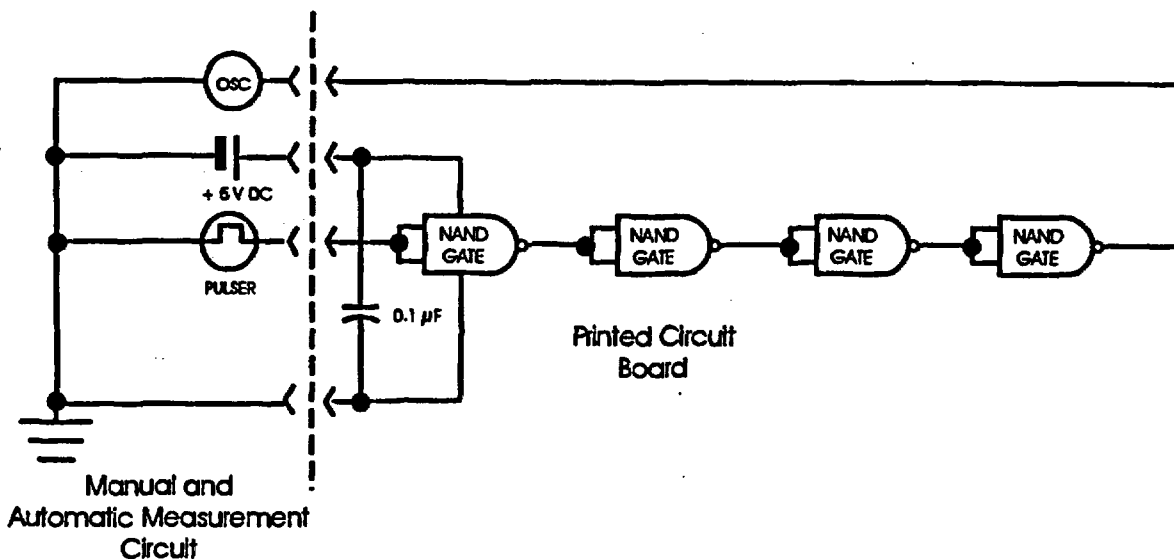 OSC
+ 5 V DC
PULSER
NAND
GATE
NAND
GATE
NAND
GATE
NAND
GATE
0.1 µF
Printed Circuit
Board
Manual and
Automatic Measurement
Circuit